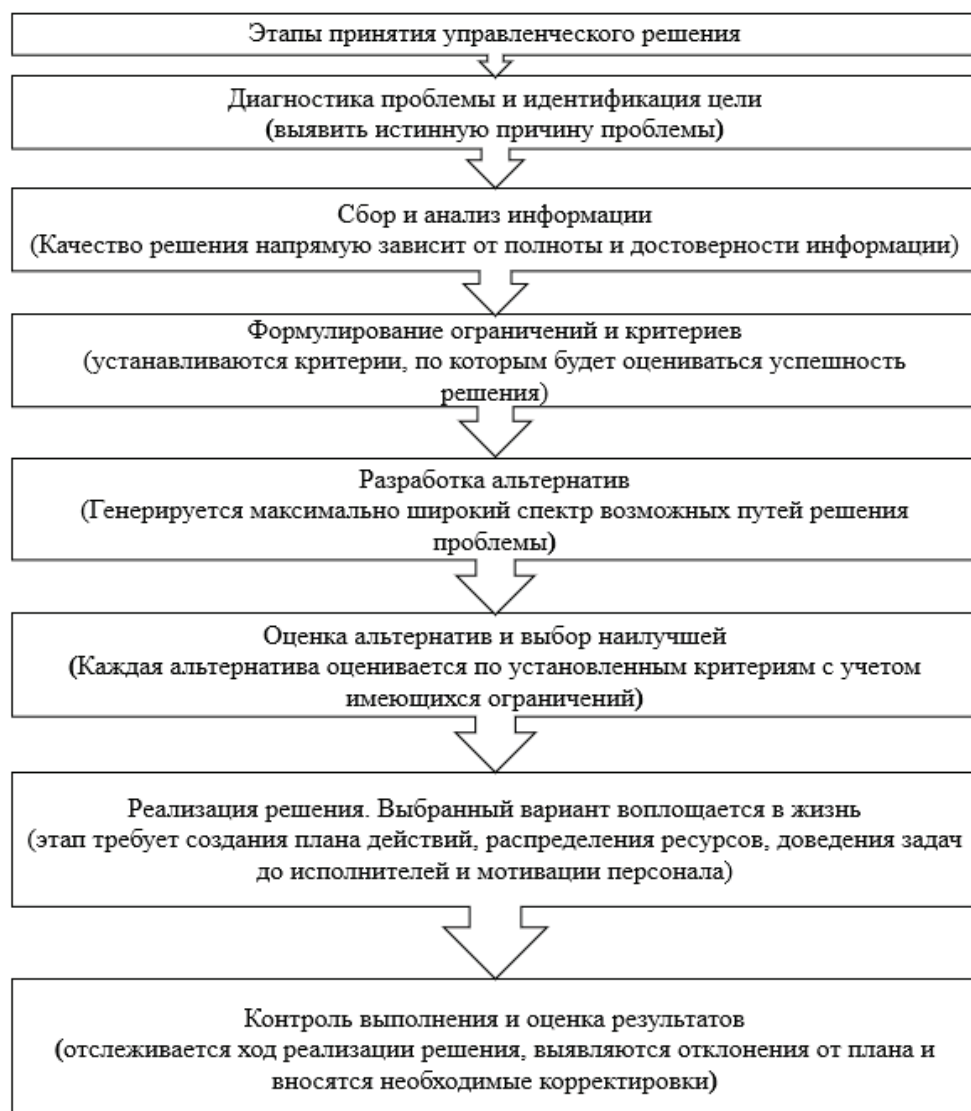 Этапы принятия управленческого решения
Диагностика проблемы и идентификация цели
(выявить истинную причину проблемы)
Сбор и анализ информации
(Качество решения напрямую зависит от полноты и достоверности информации)
Формулирование ограничений и критериев
(устанавливаются критерии, по которым будет оцениваться успешность
решения)
Разработка альтернатив
(Генерируется максимально широкий спектр возможных путей решения
проблемы)
Оценка альтернатив и выбор наилучшей
(Каждая альтернатива оценивается по установленным критериям с учетом
имеющихся ограничений)
Реализация решения. Выбранный вариант воплощается в жизнь
(этап требует создания плана действий, распределения ресурсов, доведения задач
до исполнителей и мотивации персонала)
Контроль выполнения и оценка результатов
(отслеживается ход реализации решения, выявляются отклонения от плана и
вносятся необходимые корректировки)